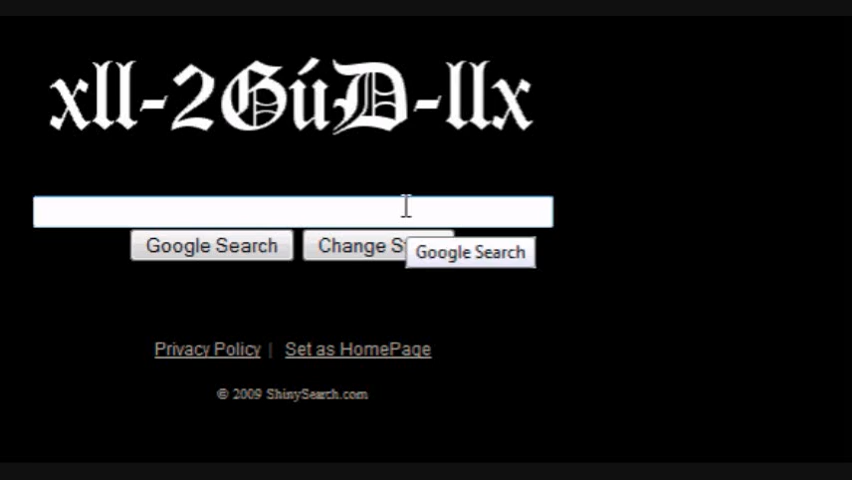 xll-2GúD-llx
Google Search
Change S
Google Search
Privacy Policy | Set as HomePage
© 2009 ShinySearch.com